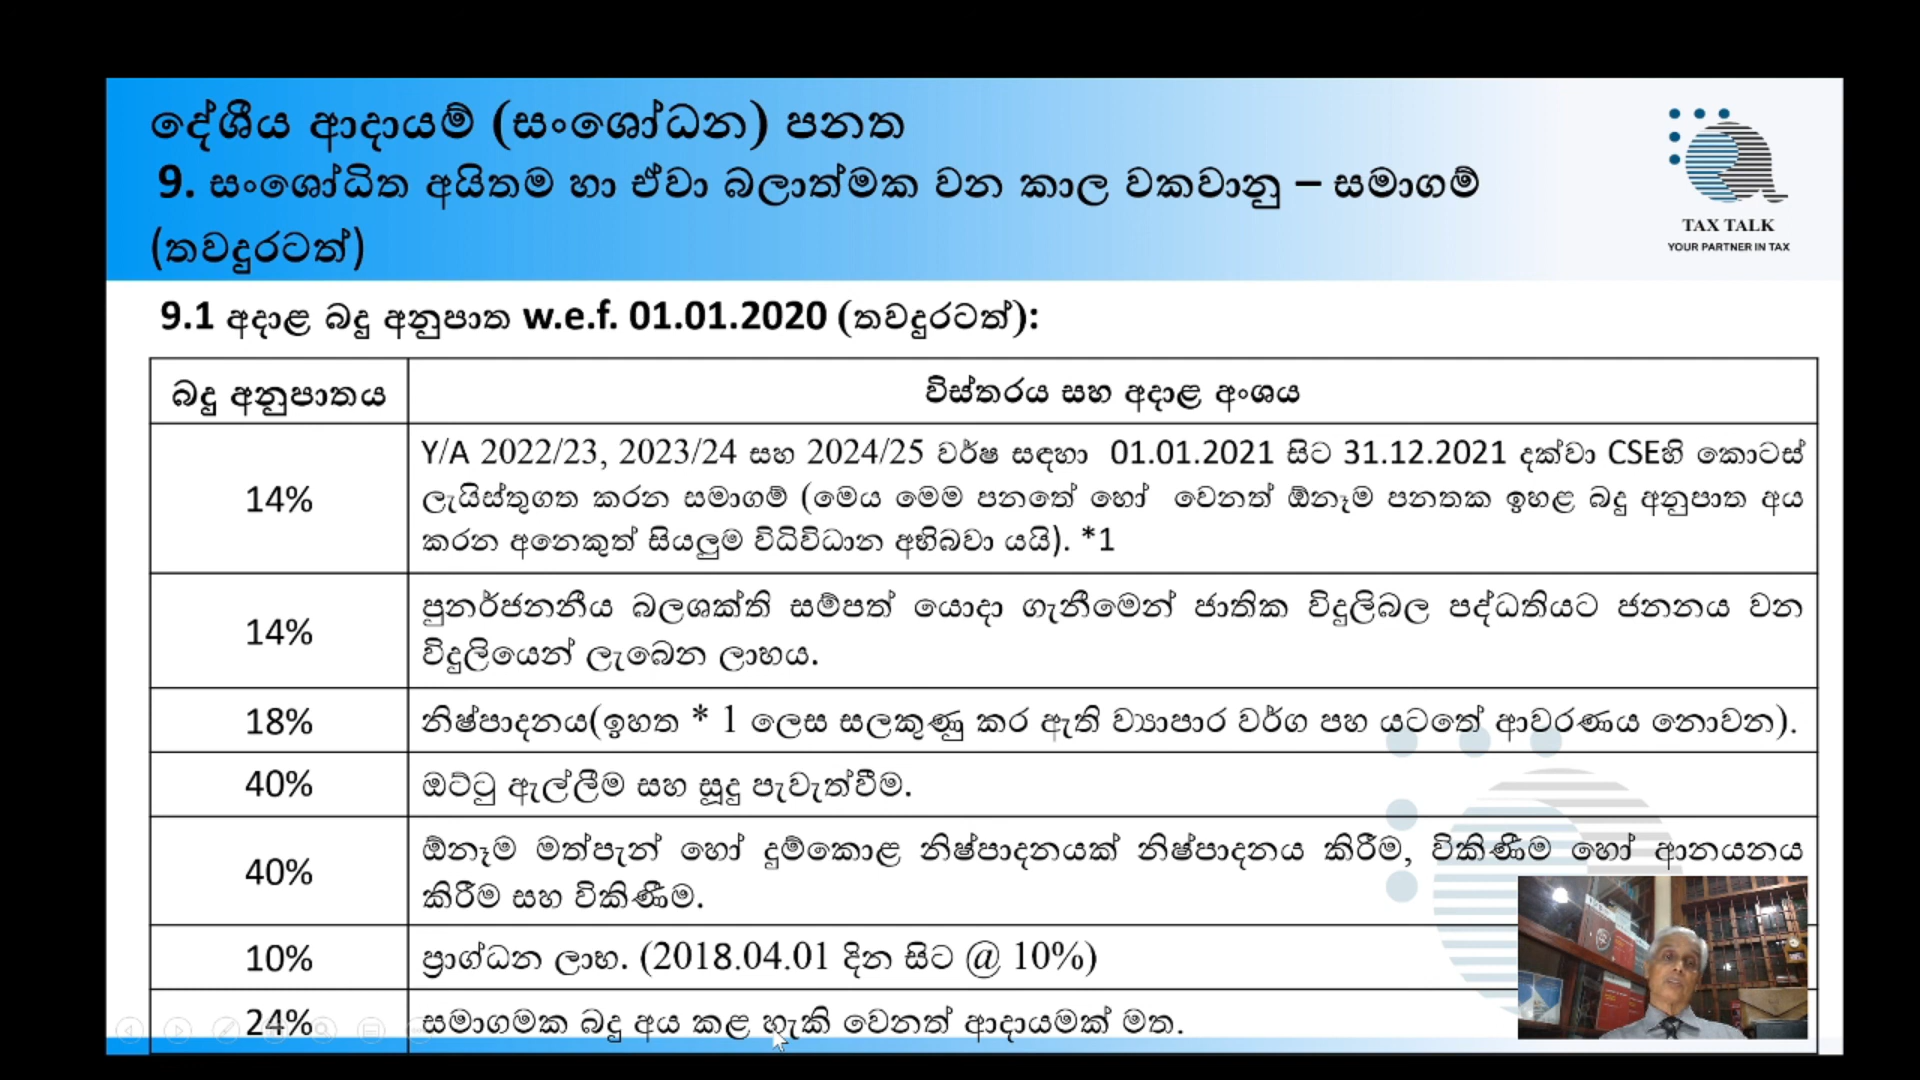 දේශීය ආදායම් (සංශෝධන) පනත
9. සංශෝධිත අයිතම හා ඒවා බලාත්මක වන කාල වකවානු – සමාගම්
(තවදුරටත්)
TAX TALK
YOUR PARTNER IN TAX
9.1 අදාළ බදු අනුපාත w.e.f. 01.01.2020 (තවදුරටත්):
බදු අනුපාතය
විස්තරය සහ අදාළ අංශය
14%
Y/A 2022/23, 2023/24 සහ 2024/25 වර්ෂ සඳහා 01.01.2021 සිට 31.12.2021 දක්වා CSEහි කොටස්
ලැයිස්තුගත කරන සමාගම් (මෙය මෙම පනතේ හෝ වෙනත් ඕනෑම පනතක ඉහළ බදු අනුපාත අය
කරන අනෙකුත් සියලුම විධිවිධාන අභිබවා යයි). *1
14%
පුනර්ජනනීය බලශක්ති සම්පත් යොදා ගැනීමෙන් ජාතික විදුලිබල පද්ධතියට ජනනය වන
විදුලියෙන් ලැබෙන ලාභය.
18%
නිෂ්පාදනය(ඉහත * 1 ලෙස සලකුණු කර ඇති ව්‍යාපාර වර්ග පහ යටතේ ආවරණය නොවන).
40%
ඔට්ටු ඇල්ලීම සහ සූදු පැවැත්වීම.
40%
ඕනෑම මත්පැන් හෝ දුම්කොළ නිෂ්පාදනයක් නිෂ්පාදනය කිරීම, විකිණීම හෝ ආනයනය
කිරීම සහ විකිණීම.
10%
ප්‍රාග්ධන ලාභ. (2018.04.01 දින සිට @ 10%)
24%
සමාගමක බදු අය කළ හැකි වෙනත් ආදායමක් මත.